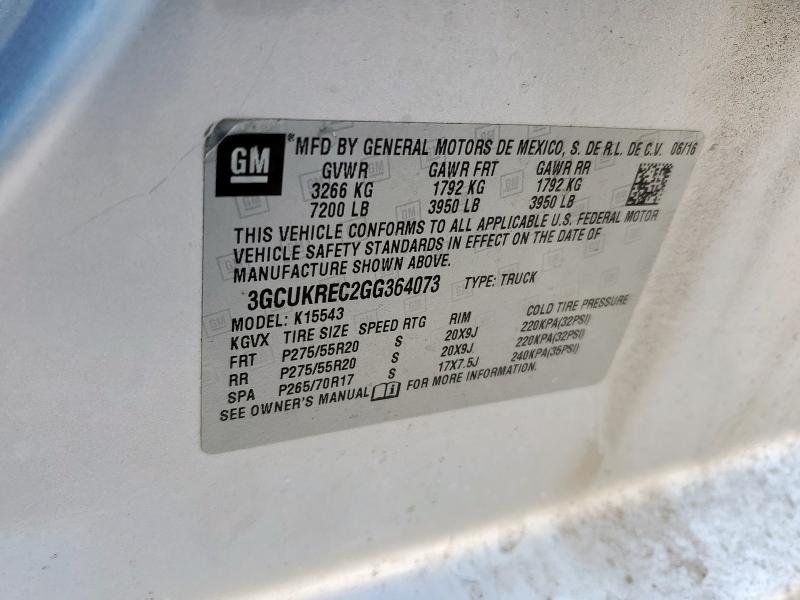 GM
MFD BY GENERAL MOTORS DE MEXICO, S. DE R.L. DE C.V. 06/16
GVWR GAWR FRT GAWR RR
3266 KG 1792 KG 1792 KG
7200 LB 3950 LB 3950 LB
THIS VEHICLE CONFORMS TO ALL APPLICABLE U.S. FEDERAL MOTOR
VEHICLE SAFETY STANDARDS IN EFFECT ON THE DATE OF
MANUFACTURE SHOWN ABOVE.
3GCUKREC2GG364073 TYPE: TRUCK
MODEL: K15543
KGVX TIRE SIZE SPEED RTG RIM COLD TIRE PRESSURE
FRT P275/55R20 S 20X9J 220KPA(32PSI)
RR P275/55R20 S 20X9J 220KPA(32PSI)
SPA P265/70R17 S 17X7.5J 240KPA(35PSI)
SEE OWNER'S MANUAL FOR MORE INFORMATION.